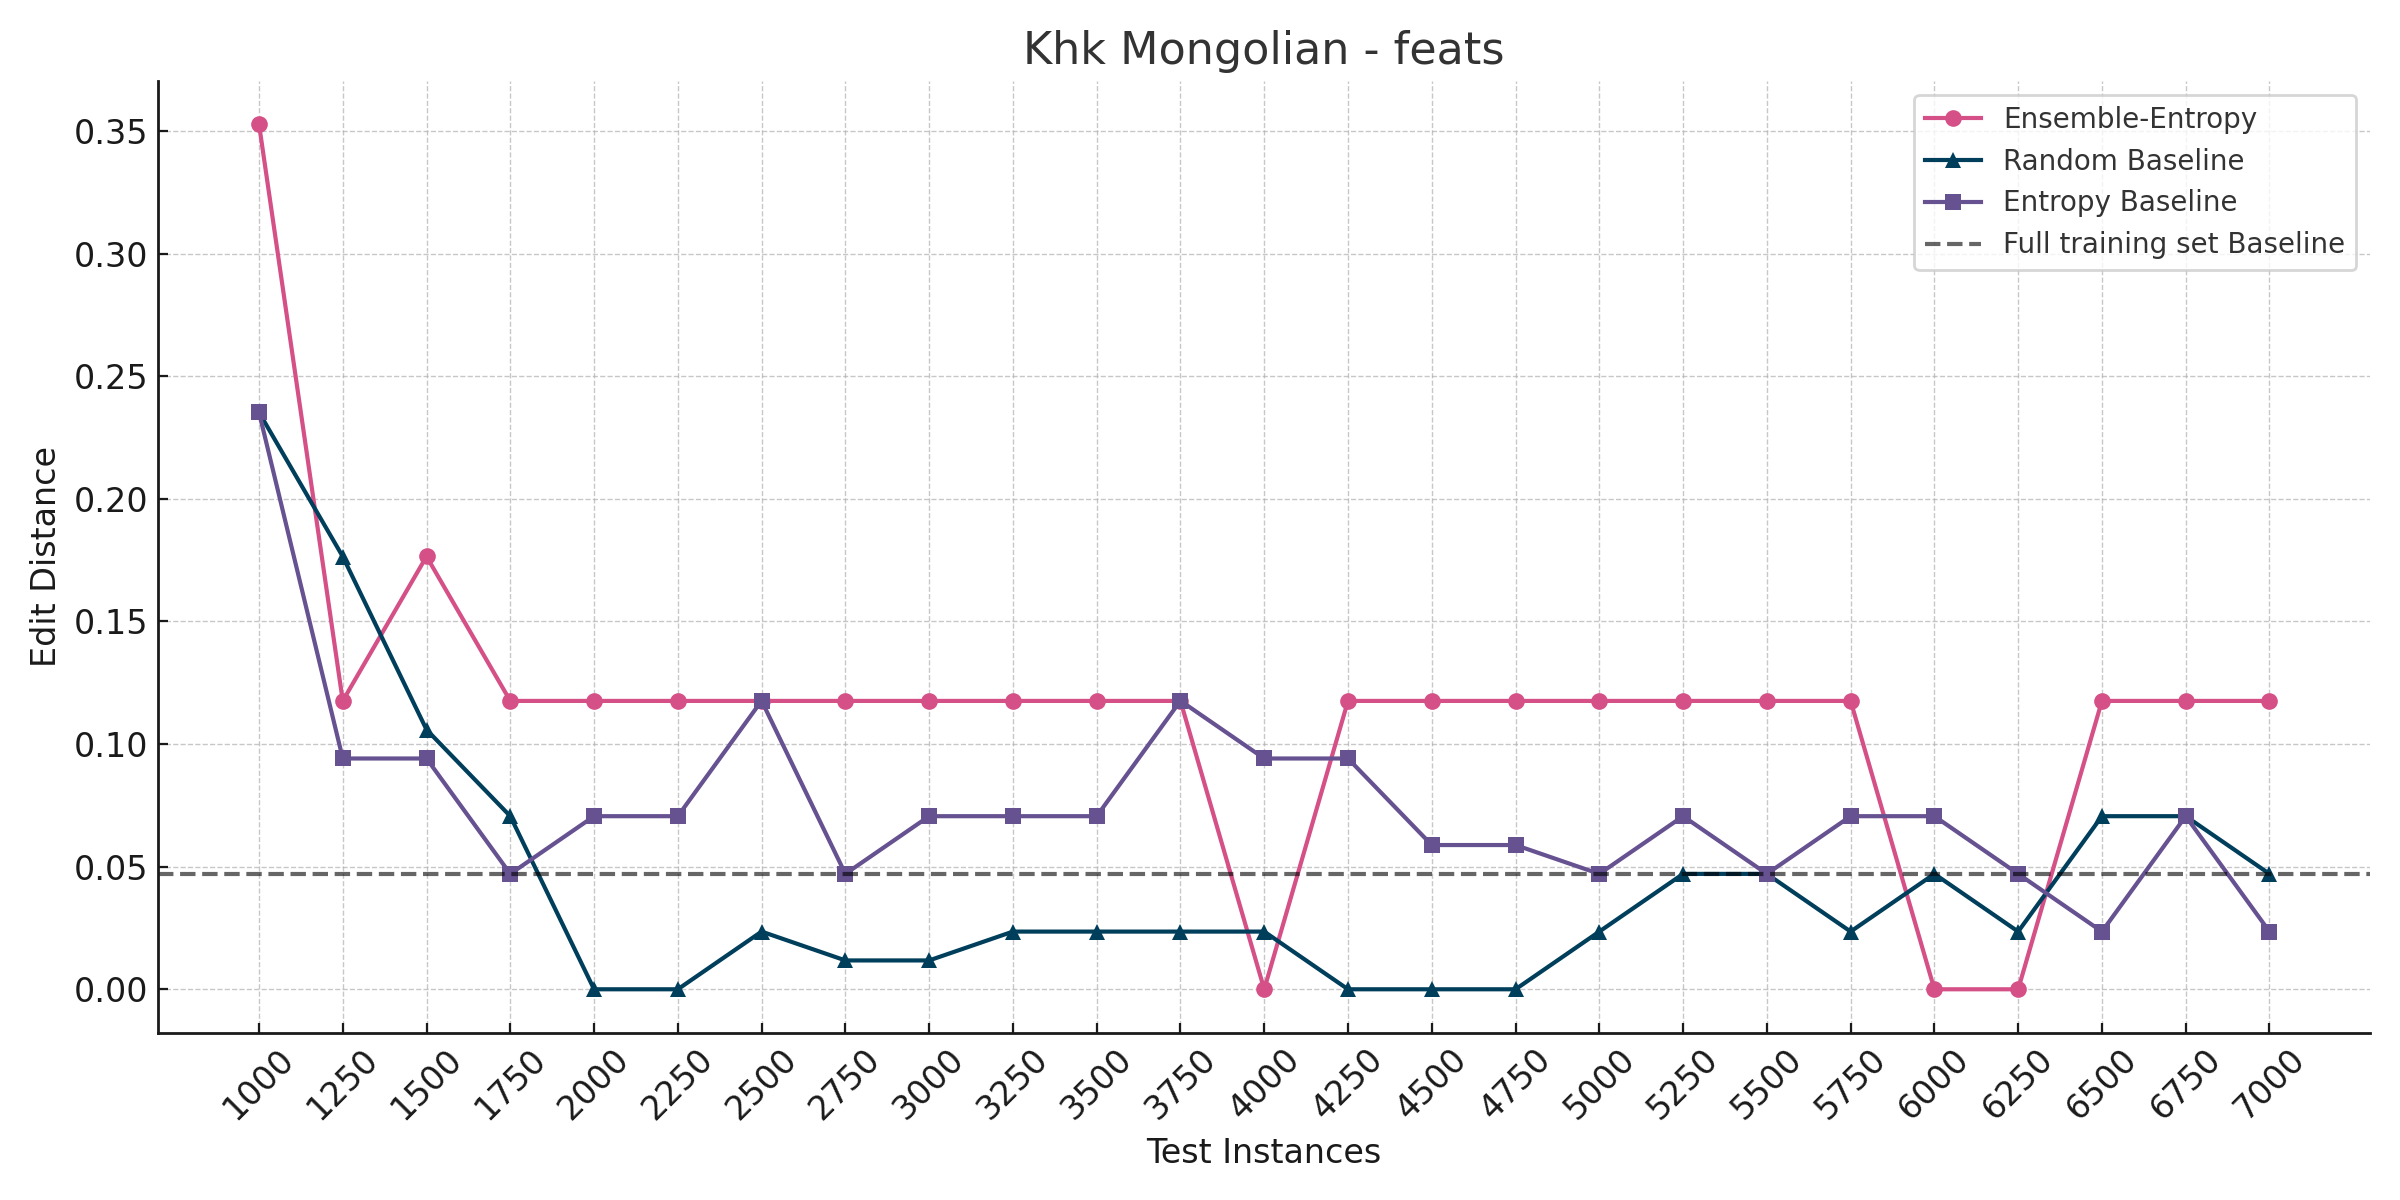 Khk Mongolian - feats
Ensemble-Entropy
Random Baseline
Entropy Baseline
Full training set Baseline
Edit Distance
0.35
0.30
0.25
0.20
0.15
0.10
0.05
0.00
1000 1250 1500 1750 2000 2250 2500 2750 3000 3250 3500 3750 4000 4250 4500 4750 5000 5250 5500 5750 6000 6250 6500 6750 7000
Test Instances